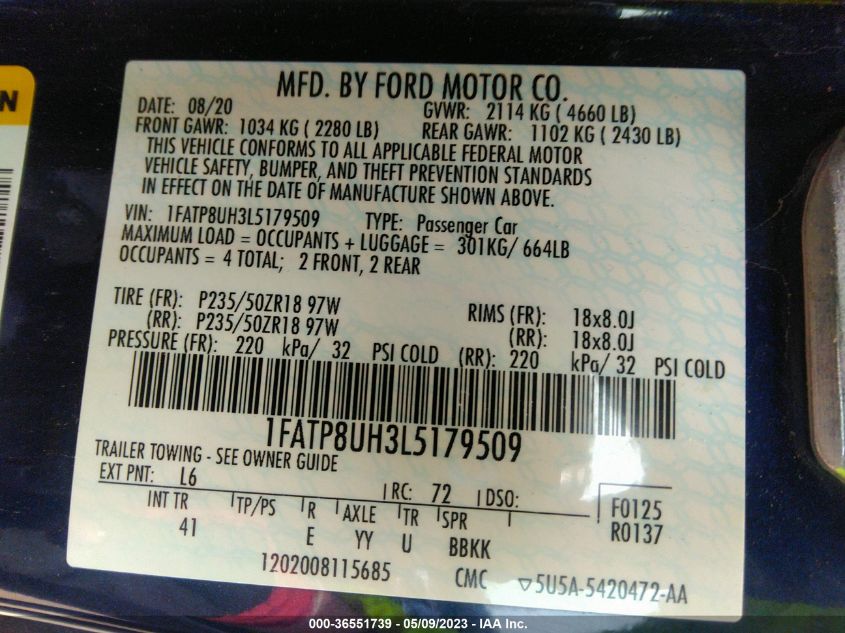 N
MFD. BY FORD MOTOR CO.
DATE: 08/20 GVWR: 2114 KG ( 4660 LB)
FRONT GAWR: 1034 KG ( 2280 LB) REAR GAWR: 1102 KG ( 2430 LB)
THIS VEHICLE CONFORMS TO ALL APPLICABLE FEDERAL MOTOR
VEHICLE SAFETY, BUMPER, AND THEFT PREVENTION STANDARDS
IN EFFECT ON THE DATE OF MANUFACTURE SHOWN ABOVE.
VIN: 1FATP8UH3L5179509 TYPE: Passenger Car
MAXIMUM LOAD = OCCUPANTS + LUGGAGE = 301KG/ 664LB
OCCUPANTS = 4 TOTAL; 2 FRONT, 2 REAR
TIRE (FR): P235/50ZR18 97W RIMS (FR): 18x8.0J
(RR): P235/50ZR18 97W (RR): 18x8.0J
PRESSURE (FR): 220 kPa/ 32 PSI COLD (RR): 220 kPa/ 32 PSI COLD
1FATP8UH3L5179509
TRAILER TOWING - SEE OWNER GUIDE
EXT PNT: L6 RC: 72 DSO: F0125
INT TR TP/PS R AXLE TR SPR R0137
41 E YY U BBKK
1202008115685 CMC ▽5U5A-5420472-AA
000-36551739 - 05/09/2023 - IAA Inc.